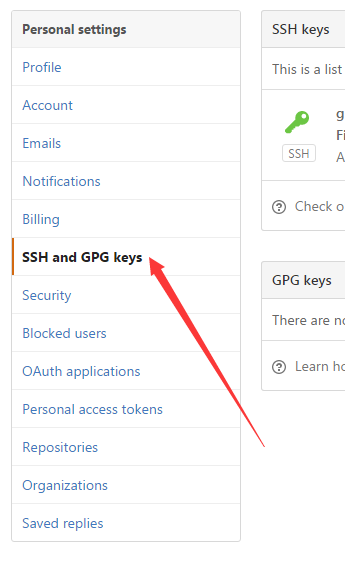 Personal settings
Profile
Account
Emails
Notifications
Billing
SSH and GPG keys
Security
Blocked users
OAuth applications
Personal access tokens
Repositories
Organizations
Saved replies
SSH keys
This is a list
g
Fi
SSH
A
Check o
GPG keys
There are no
Learn ho